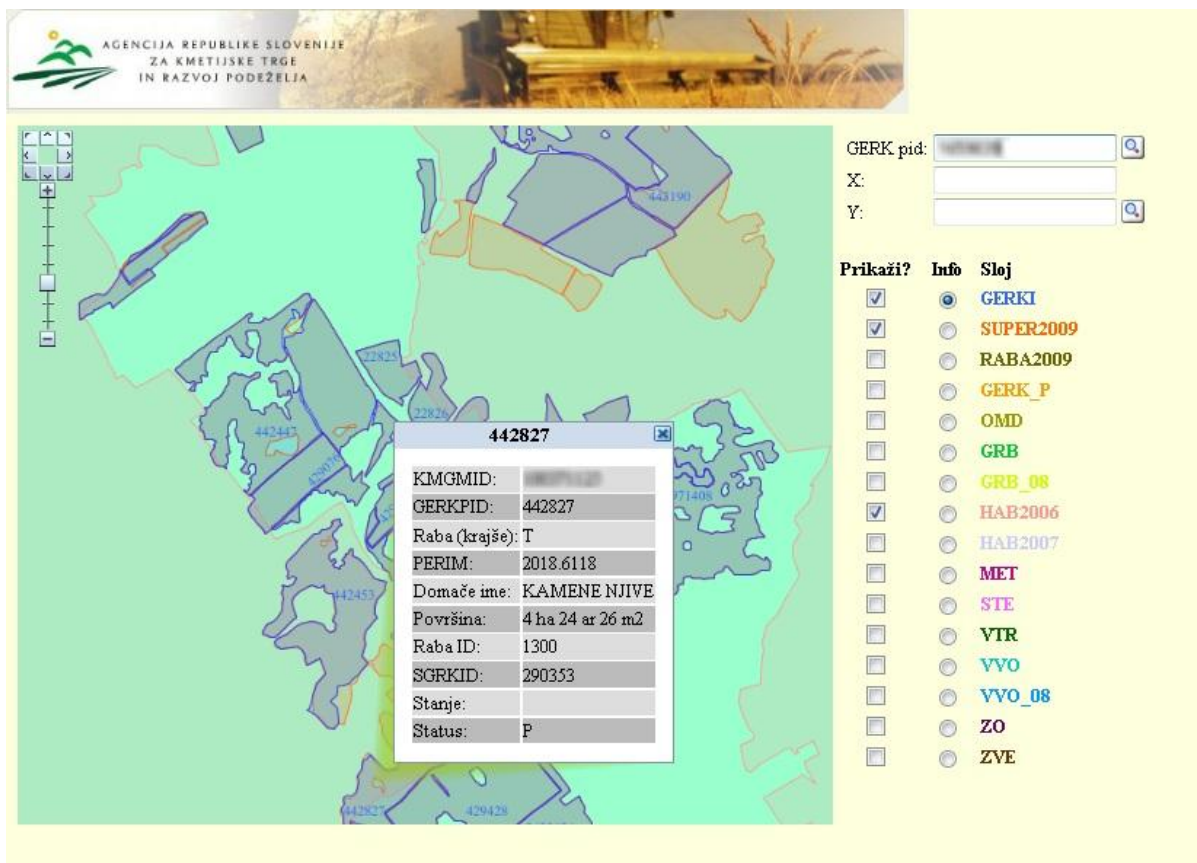 AGENCIJA REPUBLIKE SLOVENIJE
ZA KMETIJSKE TRGE
IN RAZVOJ PODEŽELJA
GERK pid:
X:
Y:
Prikaži? Info Sloj
GERKI
SUPER2009
RABA2009
GERK_P
OMD
GRB
GRB_08
HAB2006
HAB2007
MET
STE
VTR
VVO
VVO_08
ZO
ZVE
443190
22825
22826
442447
429076
971408
442453
442827
KMGMID:
GERKPID: 442827
Raba (krajše): T
PERIM: 2018.6118
Domače ime: KAMENE NJIVE
Površina: 4 ha 24 ar 26 m2
Raba ID: 1300
SGRKID: 290353
Stanje:
Status: P
442827
429428